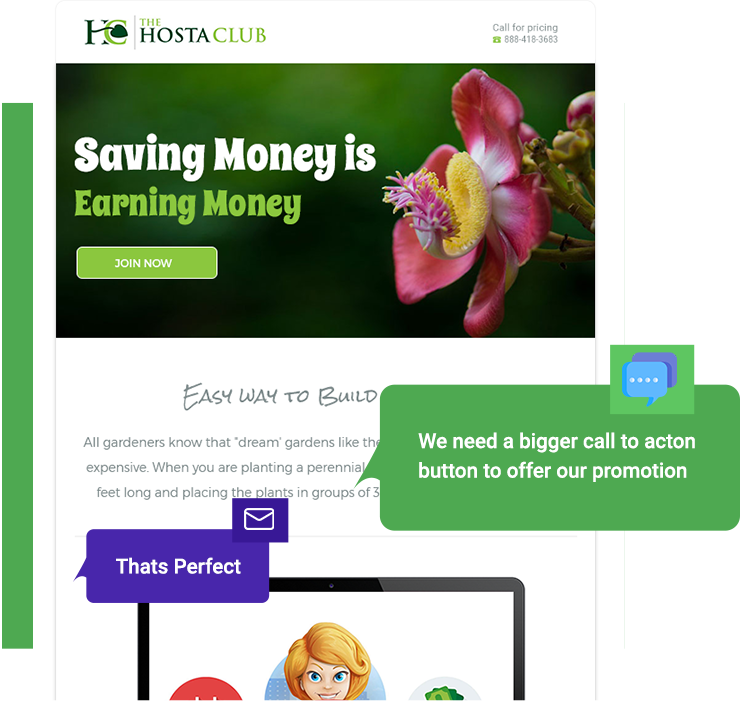 HC THE
HOSTA CLUB
Call for pricing
888-418-3683
Saving Money is
Earning Money
JOIN NOW
Easy way to Build
All gardeners know that "dream' gardens like the
expensive. When you are planting a perennial
feet long and placing the plants in groups of 3
We need a bigger call to acton
button to offer our promotion
Thats Perfect